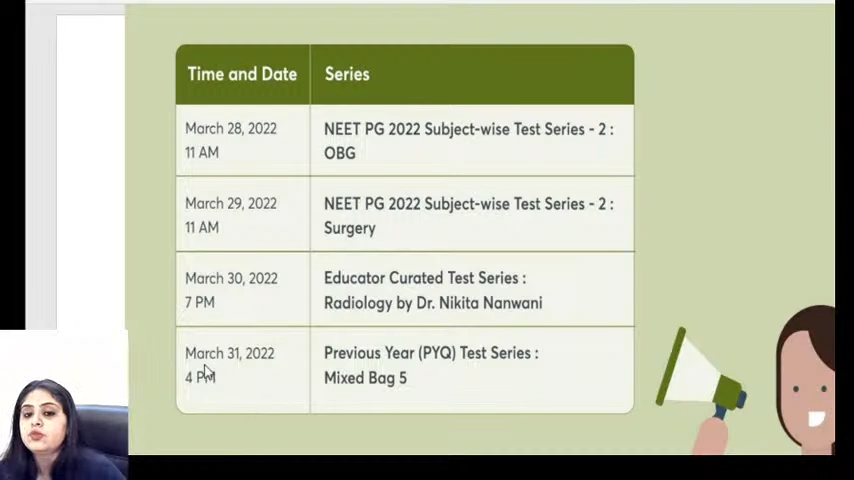 Time and Date
Series
March 28, 2022
11 AM
NEET PG 2022 Subject-wise Test Series - 2 :
OBG
March 29, 2022
11 AM
NEET PG 2022 Subject-wise Test Series - 2 :
Surgery
March 30, 2022
7 PM
Educator Curated Test Series :
Radiology by Dr. Nikita Nanwani
March 31, 2022
4 PM
Previous Year (PYQ) Test Series :
Mixed Bag 5